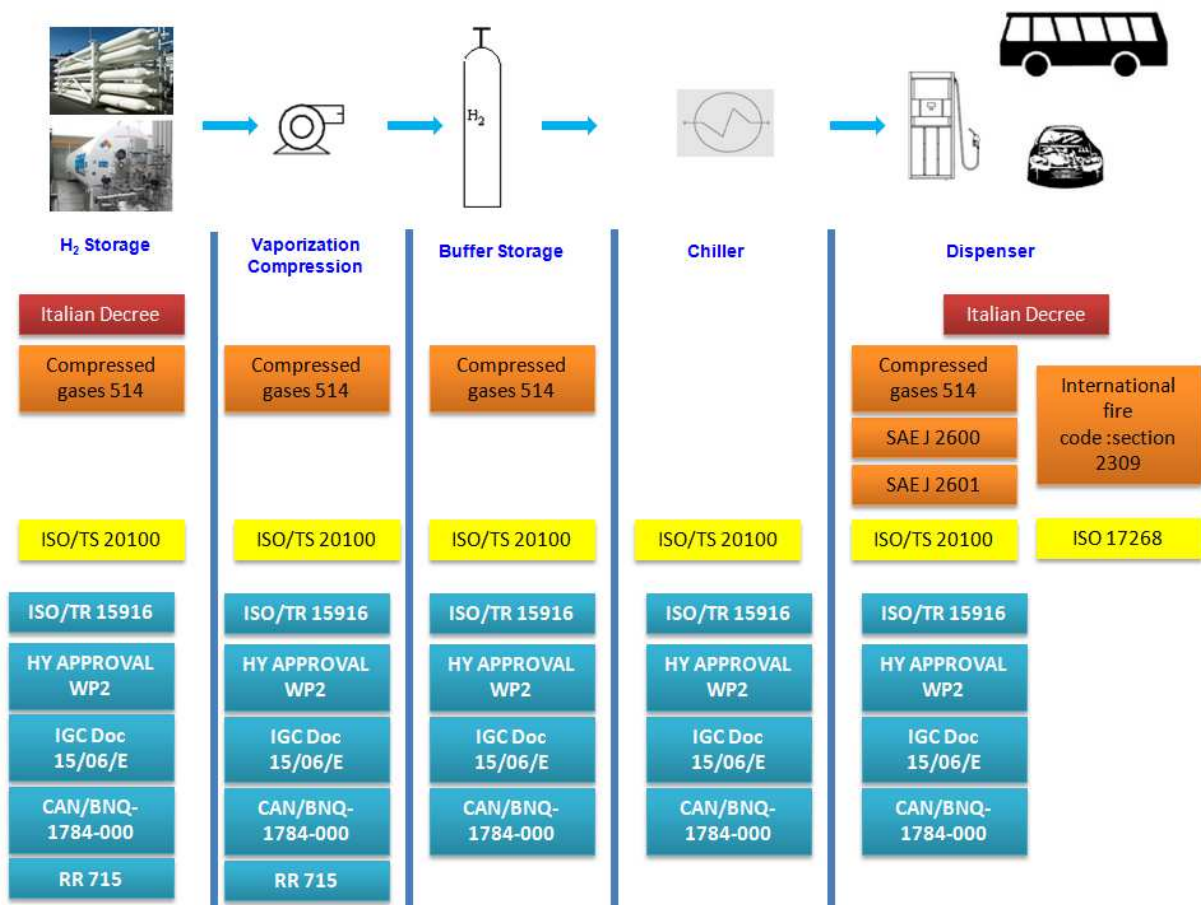 H₂
H₂ Storage
Vaporization
Compression
Buffer Storage
Chiller
Dispenser
Italian Decree
Italian Decree
Compressed
gases 514
Compressed
gases 514
Compressed
gases 514
Compressed
gases 514
SAE J 2600
SAE J 2601
International
fire
code :section
2309
ISO/TS 20100
ISO/TS 20100
ISO/TS 20100
ISO/TS 20100
ISO/TS 20100
ISO 17268
ISO/TR 15916
ISO/TR 15916
ISO/TR 15916
ISO/TR 15916
ISO/TR 15916
HY APPROVAL
WP2
HY APPROVAL
WP2
HY APPROVAL
WP2
HY APPROVAL
WP2
HY APPROVAL
WP2
IGC Doc
15/06/E
IGC Doc
15/06/E
IGC Doc
15/06/E
IGC Doc
15/06/E
IGC Doc
15/06/E
CAN/BNQ-
1784-000
CAN/BNQ-
1784-000
CAN/BNQ-
1784-000
CAN/BNQ-
1784-000
CAN/BNQ-
1784-000
RR 715
RR 715